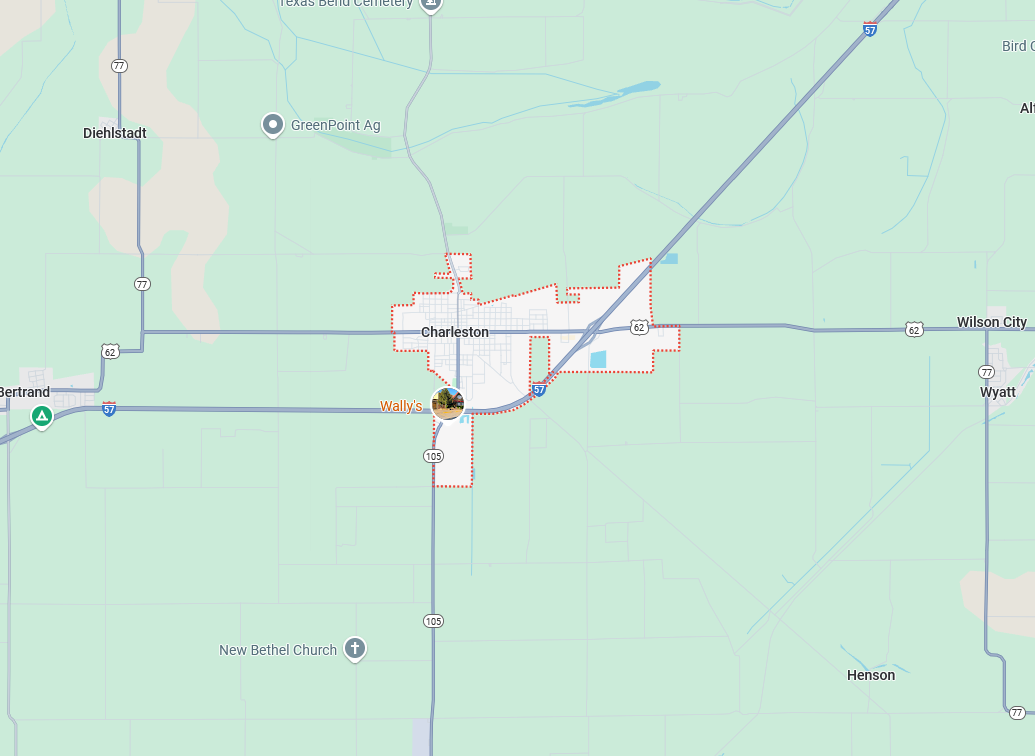 Texas Bend Cemetery
57
Bird C
77
Alf
GreenPoint Ag
Diehlstadt
77
Charleston
62
62
Wilson City
62
77
Bertrand
Wyatt
57
Wally's
57
105
105
New Bethel Church
Henson
77